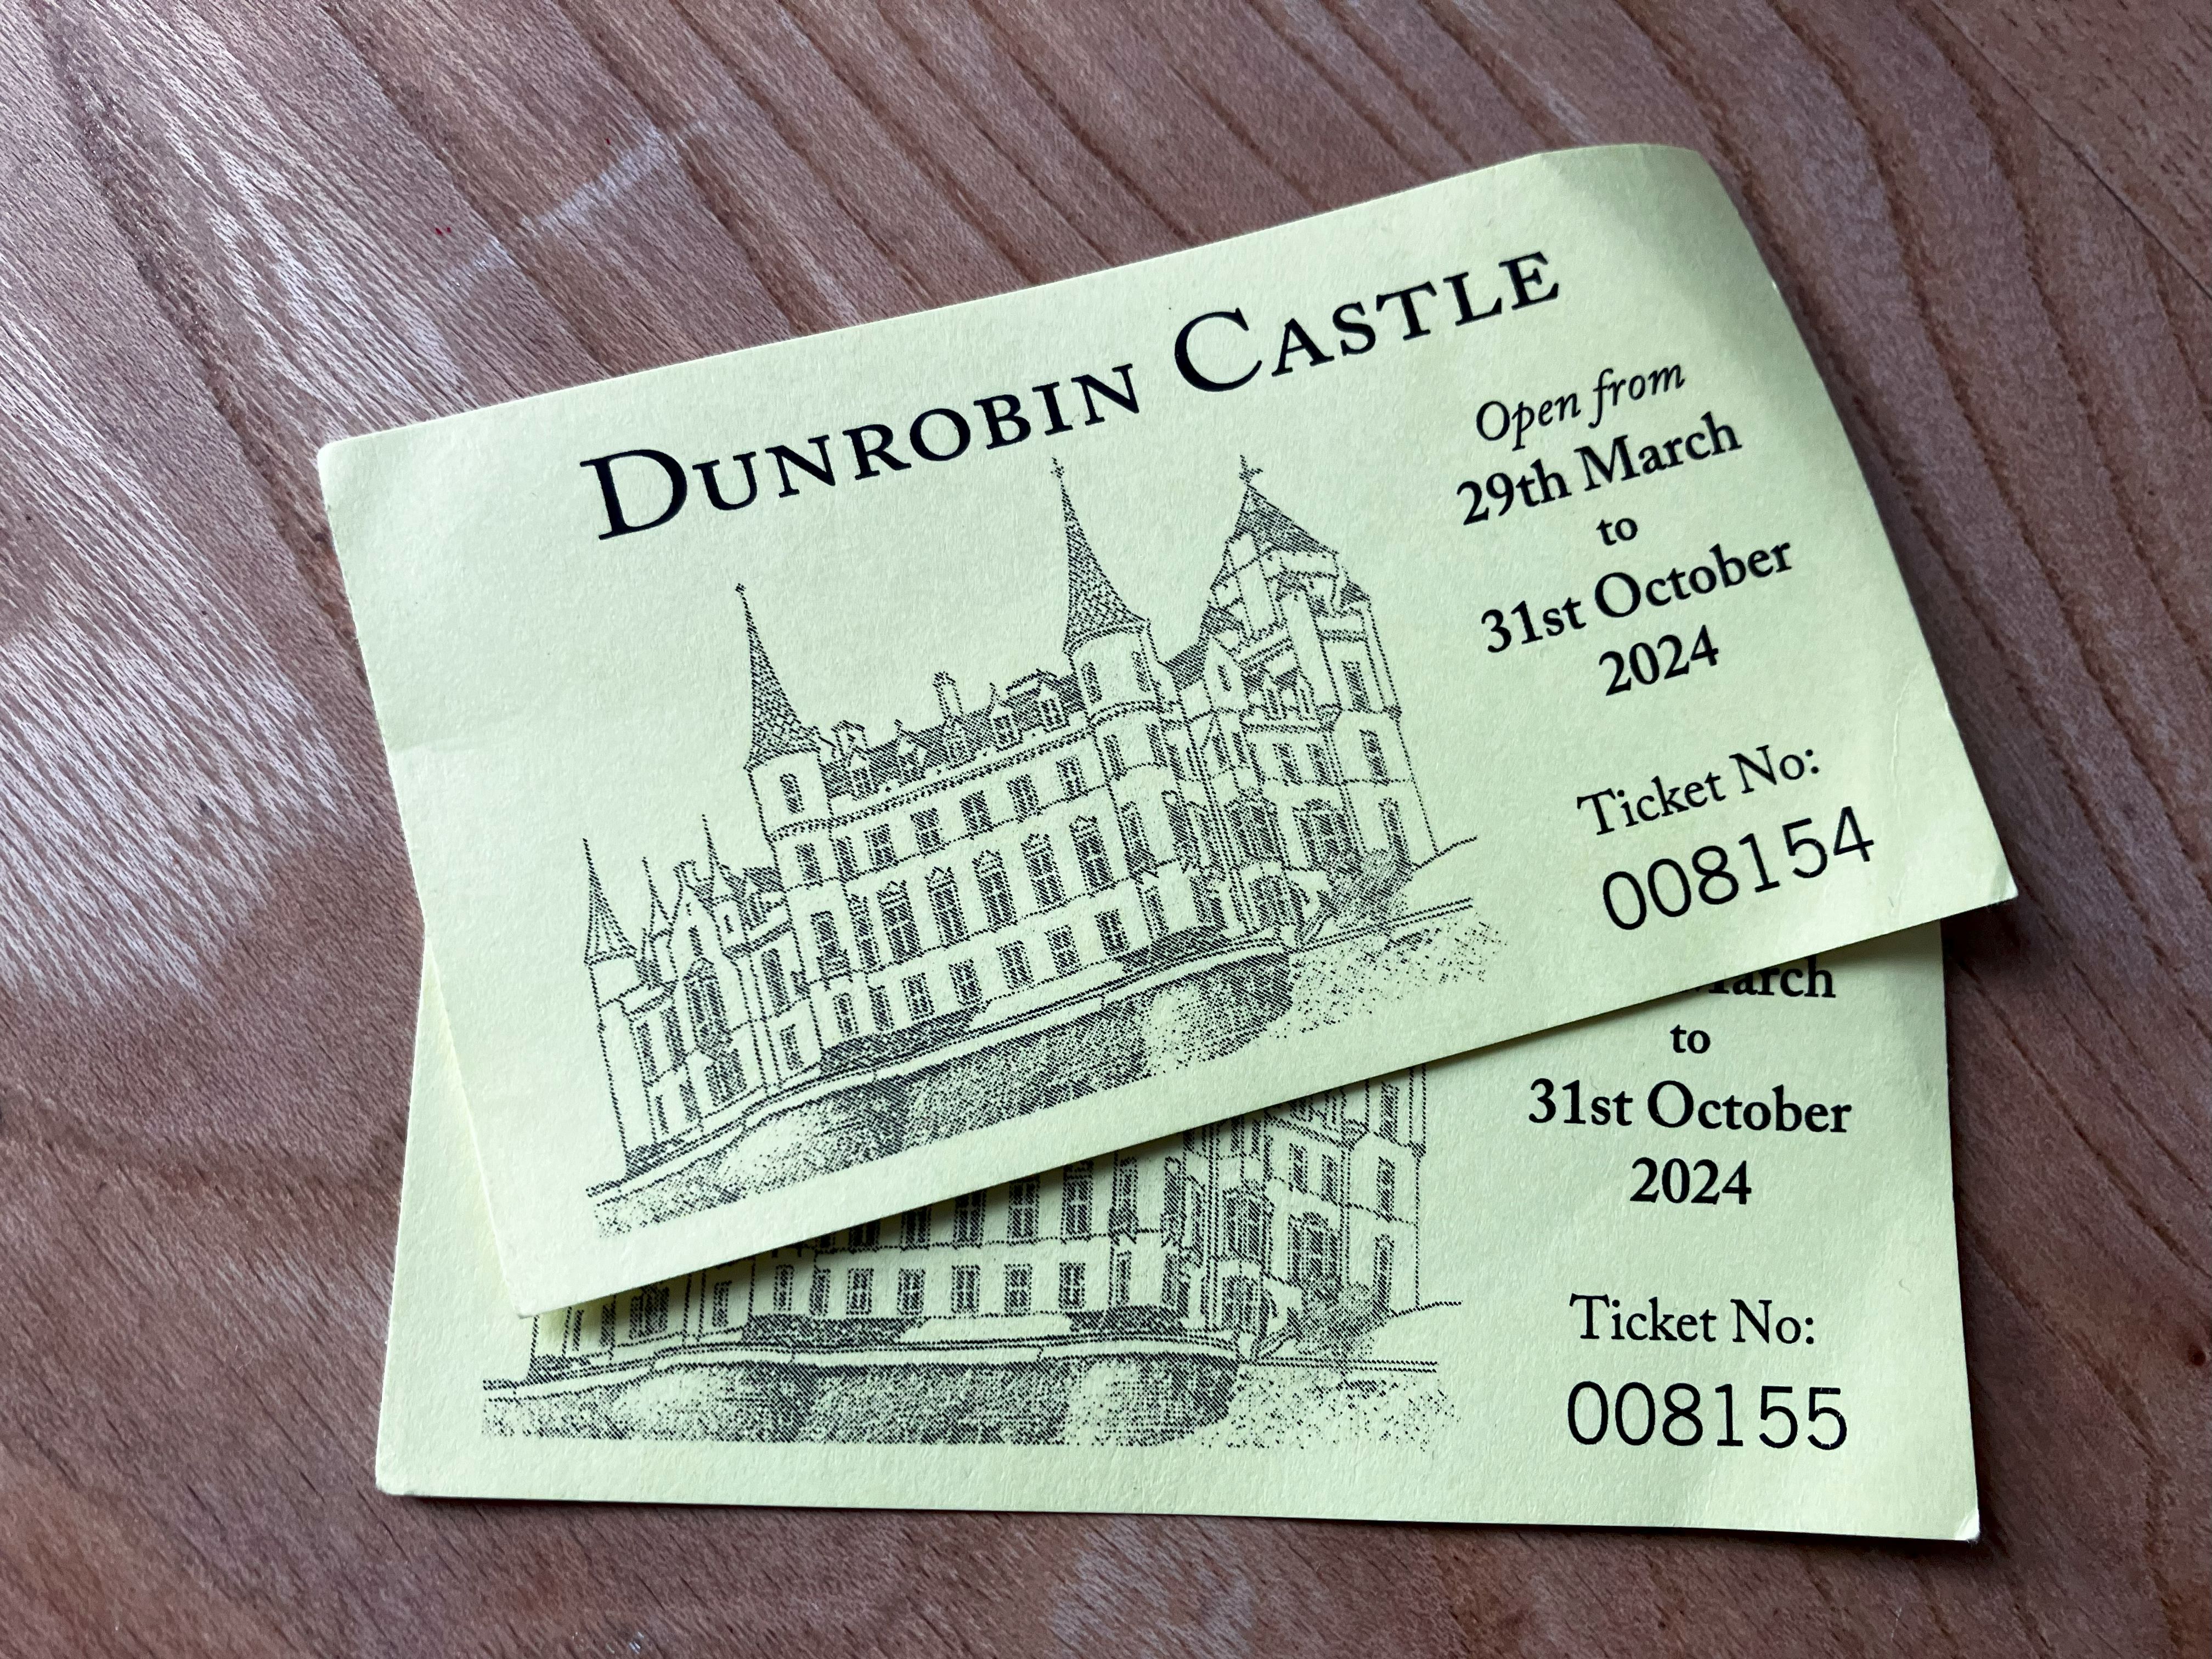 DUNROBIN CASTLE
Open from
29th March
to
31st October
2024
Ticket No:
008154
March
to
31st October
2024
Ticket No:
008155